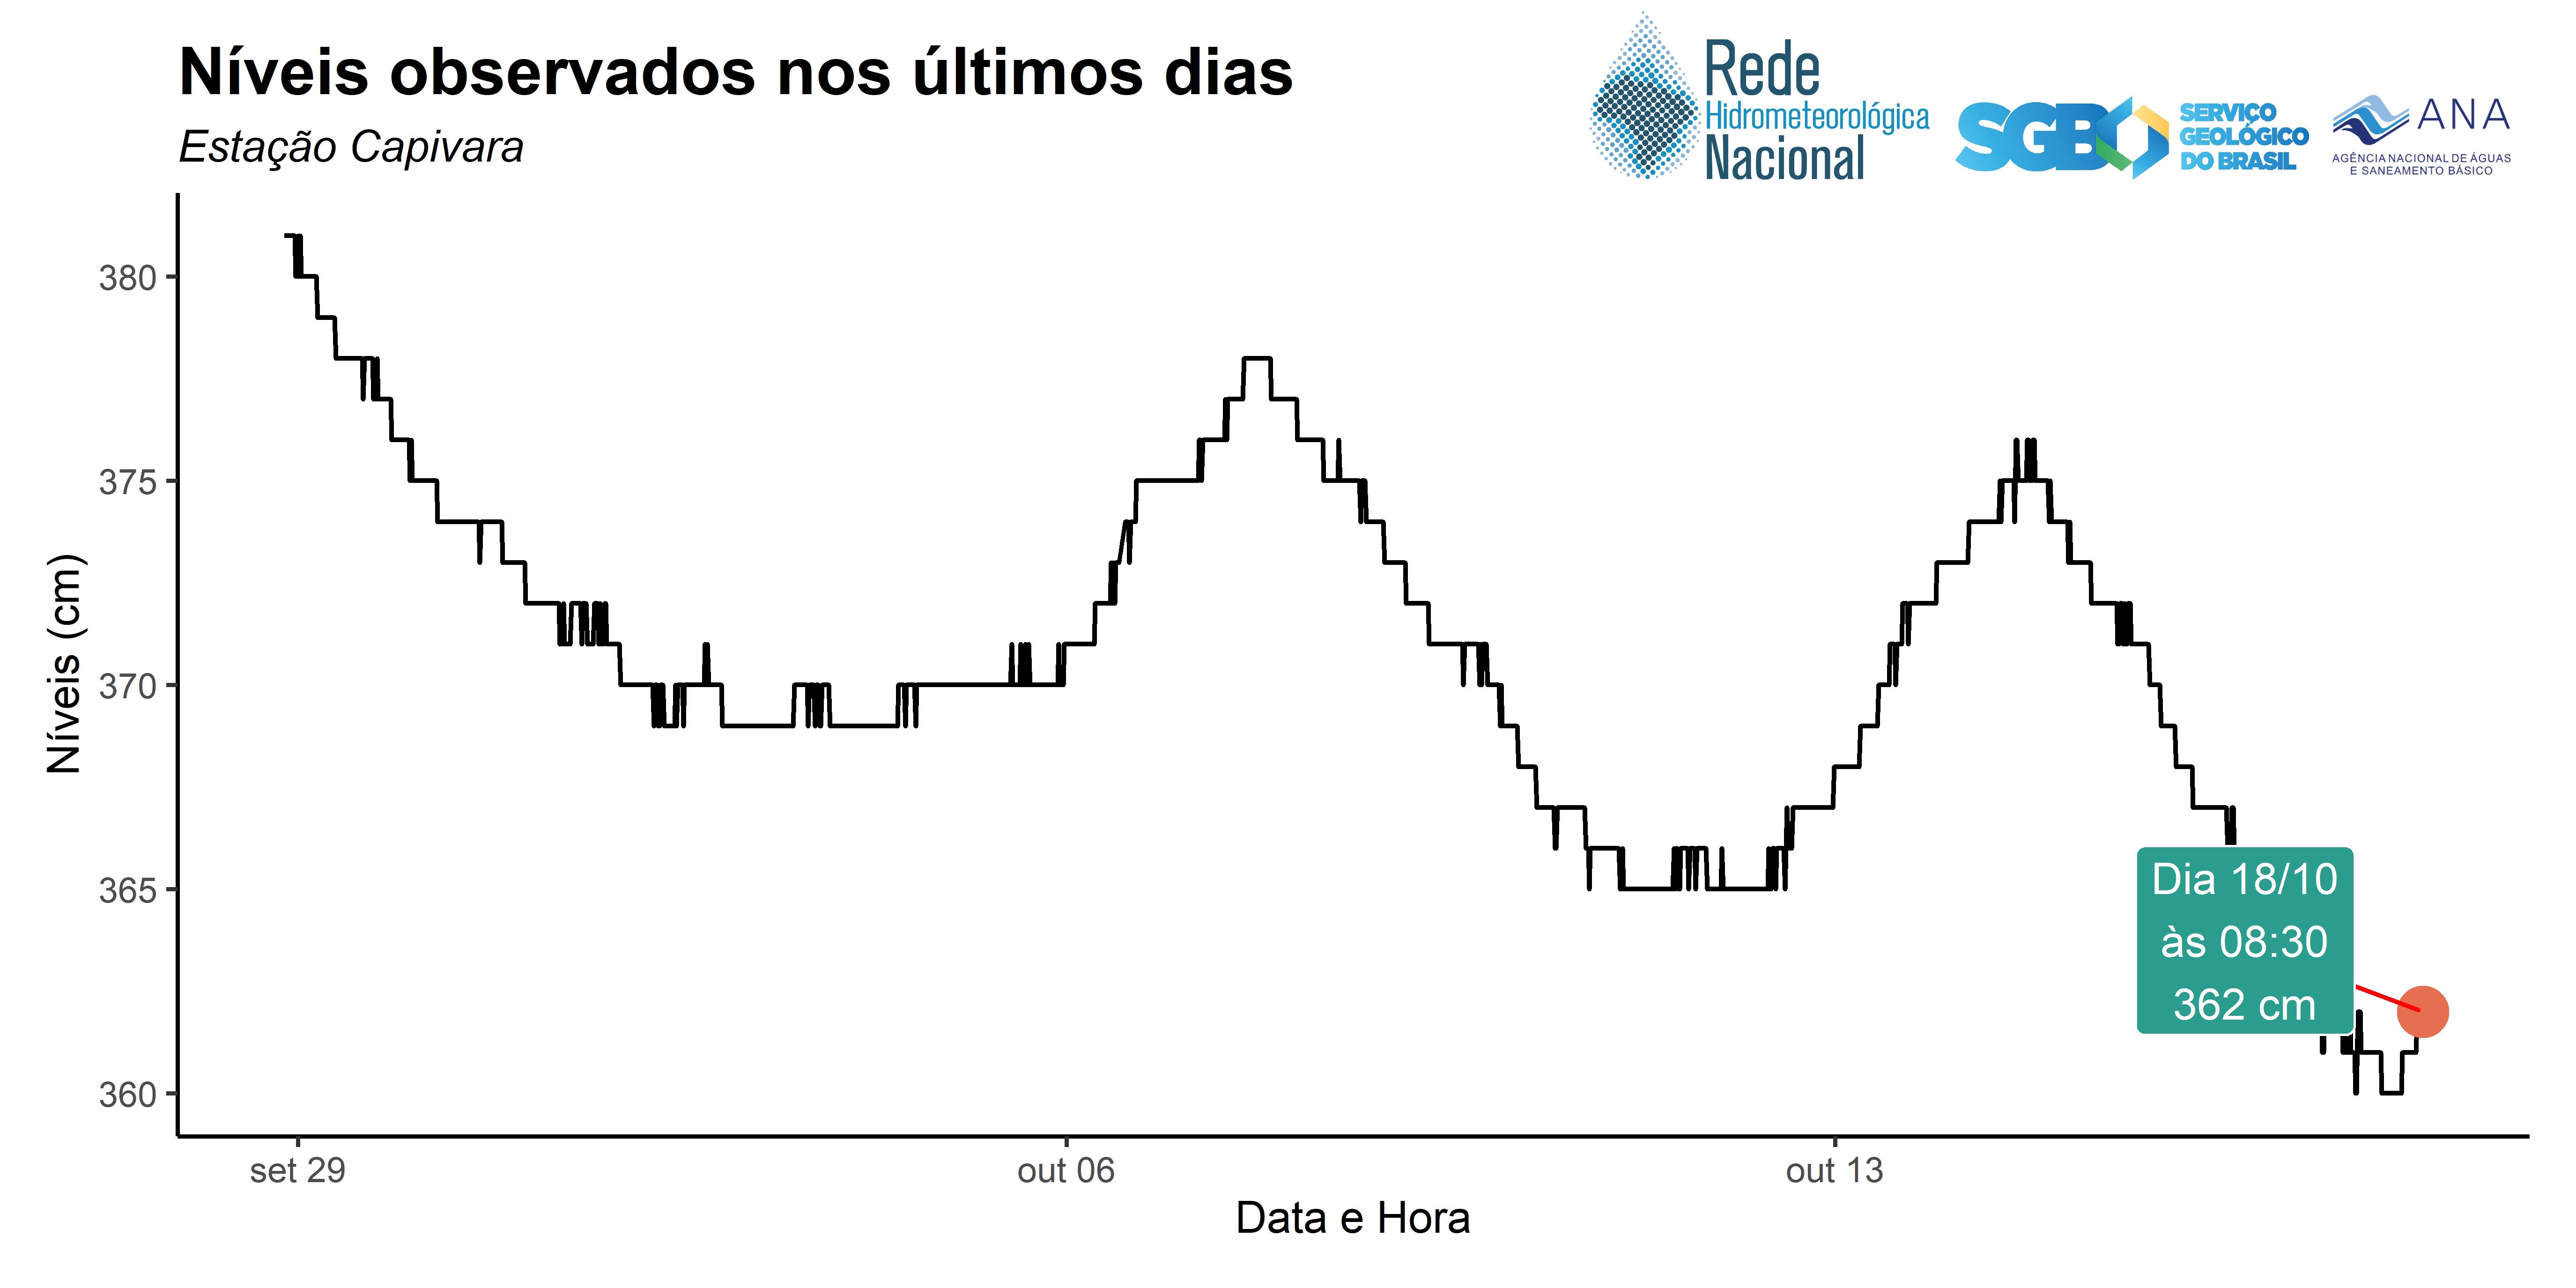 Níveis observados nos últimos dias
Estação Capivara
Rede
Hidrometeorológica
Nacional
SGB
SERVIÇO
GEOLÓGICO
DO BRASIL
ANA
AGÊNCIA NACIONAL DE ÁGUAS
E SANEAMENTO BÁSICO
Níveis (cm)
380
375
370
365
360
Dia 18/10
às 08:30
362 cm
set 29
out 06
out 13
Data e Hora